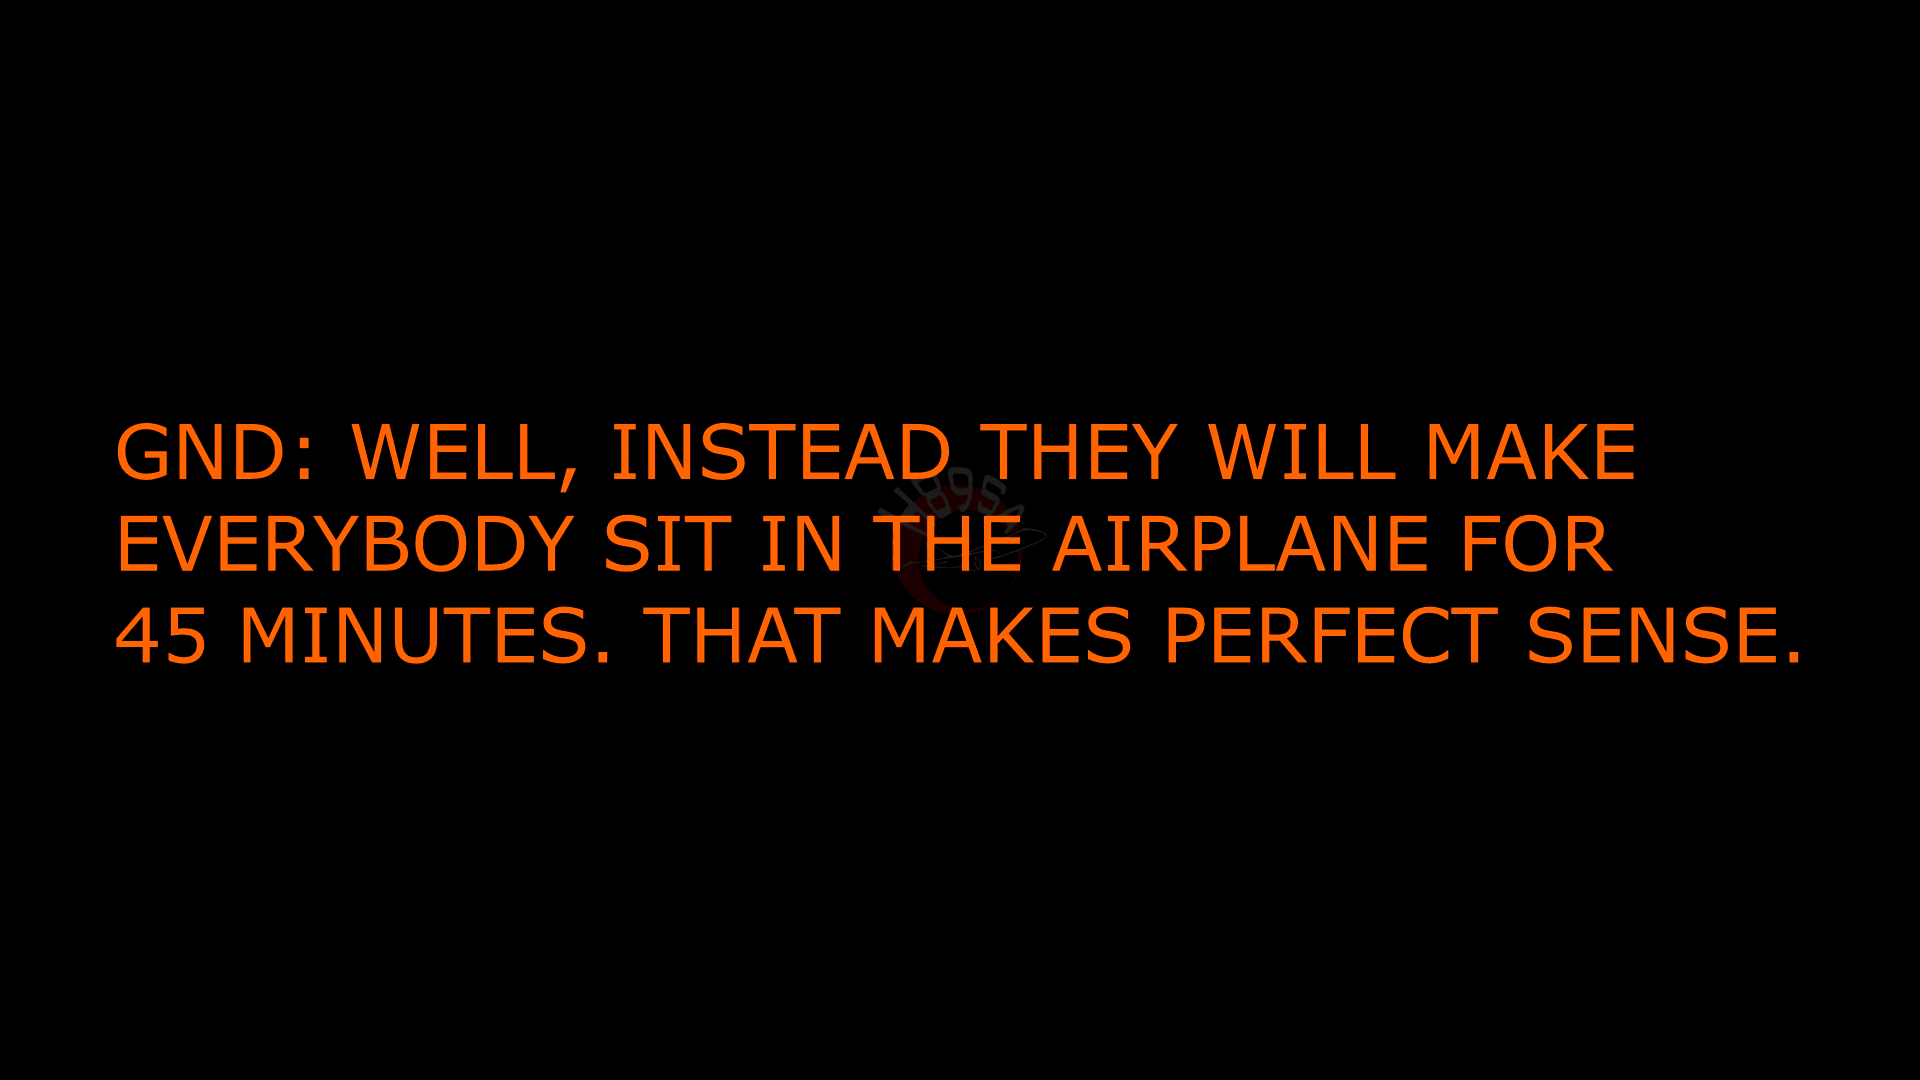 GND: WELL, INSTEAD THEY WILL MAKE
EVERYBODY SIT IN THE AIRPLANE FOR
45 MINUTES. THAT MAKES PERFECT SENSE.